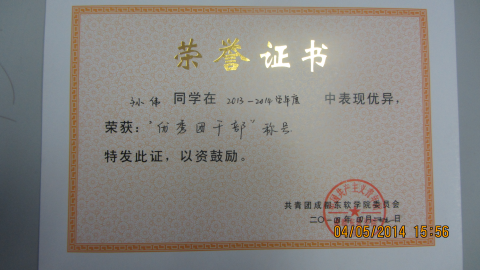 荣誉证书
孙伟 同学在 2013-2014学年度 中表现优异，
荣获：“优秀团干部”称号
特发此证，以资鼓励。
共青团成都东软学院委员会
二〇一四年四月 日
04/05/2014 15:56